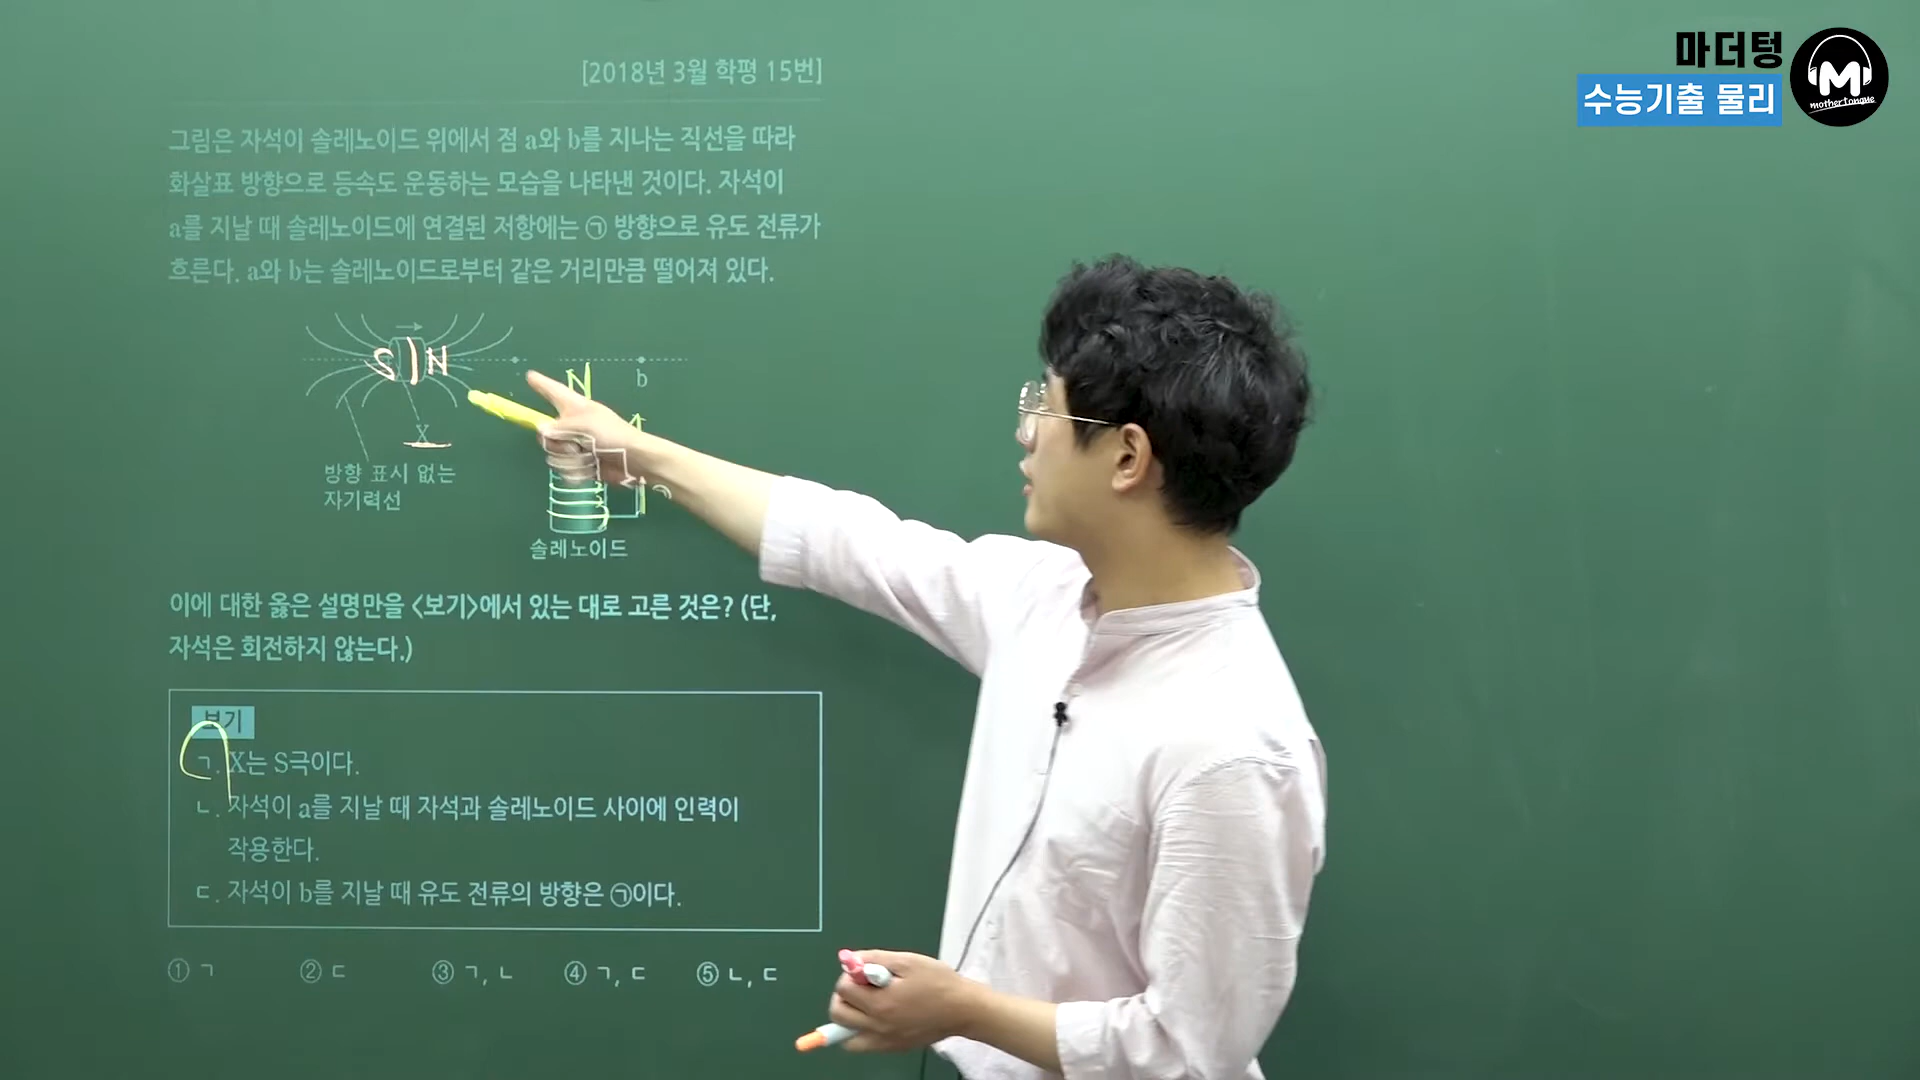 마더텅
수능기출 물리
M
mothertongue
[2018년 3월 학평 15번]
그림은 자석이 솔레노이드 위에서 점 a와 b를 지나는 직선을 따라
화살표 방향으로 등속도 운동하는 모습을 나타낸 것이다. 자석이
a를 지날 때 솔레노이드에 연결된 저항에는 ㉠ 방향으로 유도 전류가
흐른다. a와 b는 솔레노이드로부터 같은 거리만큼 떨어져 있다.
S N
N
b
X
방향 표시 없는
자기력선
솔레노이드
이에 대한 옳은 설명만을 <보기>에서 있는 대로 고른 것은? (단,
자석은 회전하지 않는다.)
보기
ㄱ. X는 S극이다.
ㄴ. 자석이 a를 지날 때 자석과 솔레노이드 사이에 인력이
작용한다.
ㄷ. 자석이 b를 지날 때 유도 전류의 방향은 ㉠이다.
① ㄱ ② ㄷ ③ ㄱ, ㄴ ④ ㄱ, ㄷ ⑤ ㄴ, ㄷ